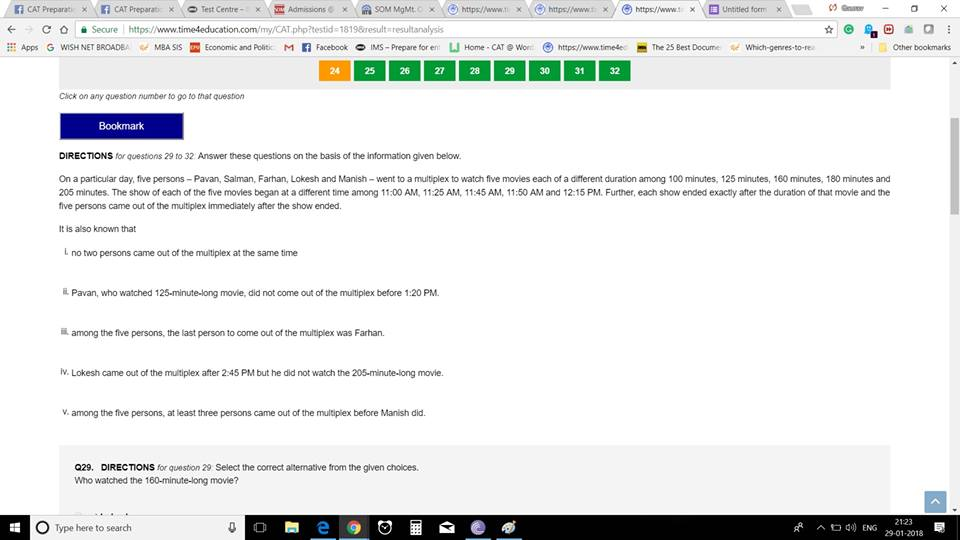 CAT Preparatic
CAT Preparatic
Test Centre – I
Admissions @
SOM MgMt. C
https://www.ti
https://www.ti
https://www.ti
Untitled form
Secure https://www.time4education.com/my/CAT.php?testid=1819&result=resultanalysis
Apps
WISH NET BROADBA
MBA SIS
Economic and Politic
Facebook
IMS – Prepare for ent
Home - CAT @ Word
https://www.time4ed
The 25 Best Docume
Which-genres-to-rea
»
Other bookmarks
24 25 26 27 28 29 30 31 32
Click on any question number to go to that question
Bookmark
DIRECTIONS for questions 29 to 32: Answer these questions on the basis of the information given below.
On a particular day, five persons – Pavan, Salman, Farhan, Lokesh and Manish – went to a multiplex to watch five movies each of a different duration among 100 minutes, 125 minutes, 160 minutes, 180 minutes and
205 minutes. The show of each of the five movies began at a different time among 11:00 AM, 11:25 AM, 11:45 AM, 11:50 AM and 12:15 PM. Further, each show ended exactly after the duration of that movie and the
five persons came out of the multiplex immediately after the show ended.
It is also known that
i. no two persons came out of the multiplex at the same time
ii. Pavan, who watched 125-minute-long movie, did not come out of the multiplex before 1:20 PM.
iii. among the five persons, the last person to come out of the multiplex was Farhan.
iv. Lokesh came out of the multiplex after 2:45 PM but he did not watch the 205-minute-long movie.
v. among the five persons, at least three persons came out of the multiplex before Manish did.
Q29. DIRECTIONS for question 29: Select the correct alternative from the given choices.
Who watched the 160-minute-long movie?
Type here to search
ENG
21:23
29-01-2018